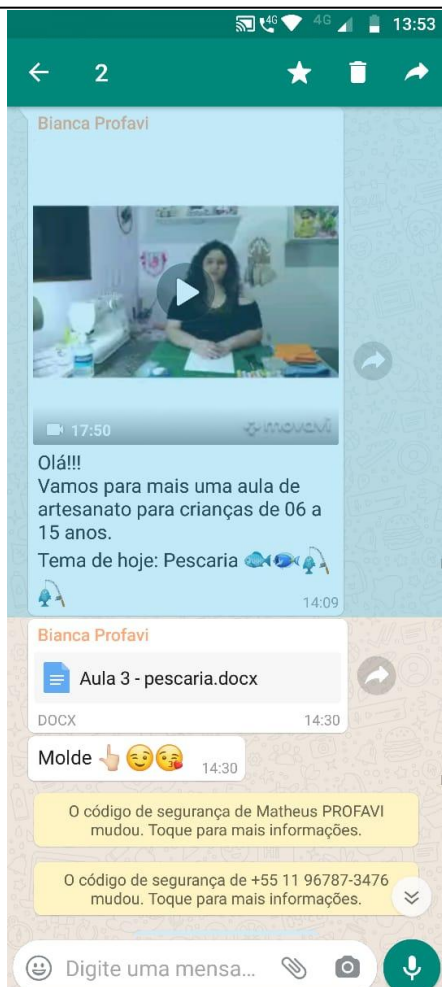 4G 4G 13:53
2
Bianca Profavi
17:50 movavi
Olá!!!
Vamos para mais uma aula de
artesanato para crianças de 06 a
15 anos.
Tema de hoje: Pescaria 🐟🐟🎣
🎣 14:09
Bianca Profavi
Aula 3 - pescaria.docx
DOCX 14:30
Molde 👆🏻😉😘 14:30
O código de segurança de Matheus PROFAVI
mudou. Toque para mais informações.
O código de segurança de +55 11 96787-3476
mudou. Toque para mais informações.
Digite uma mensa...